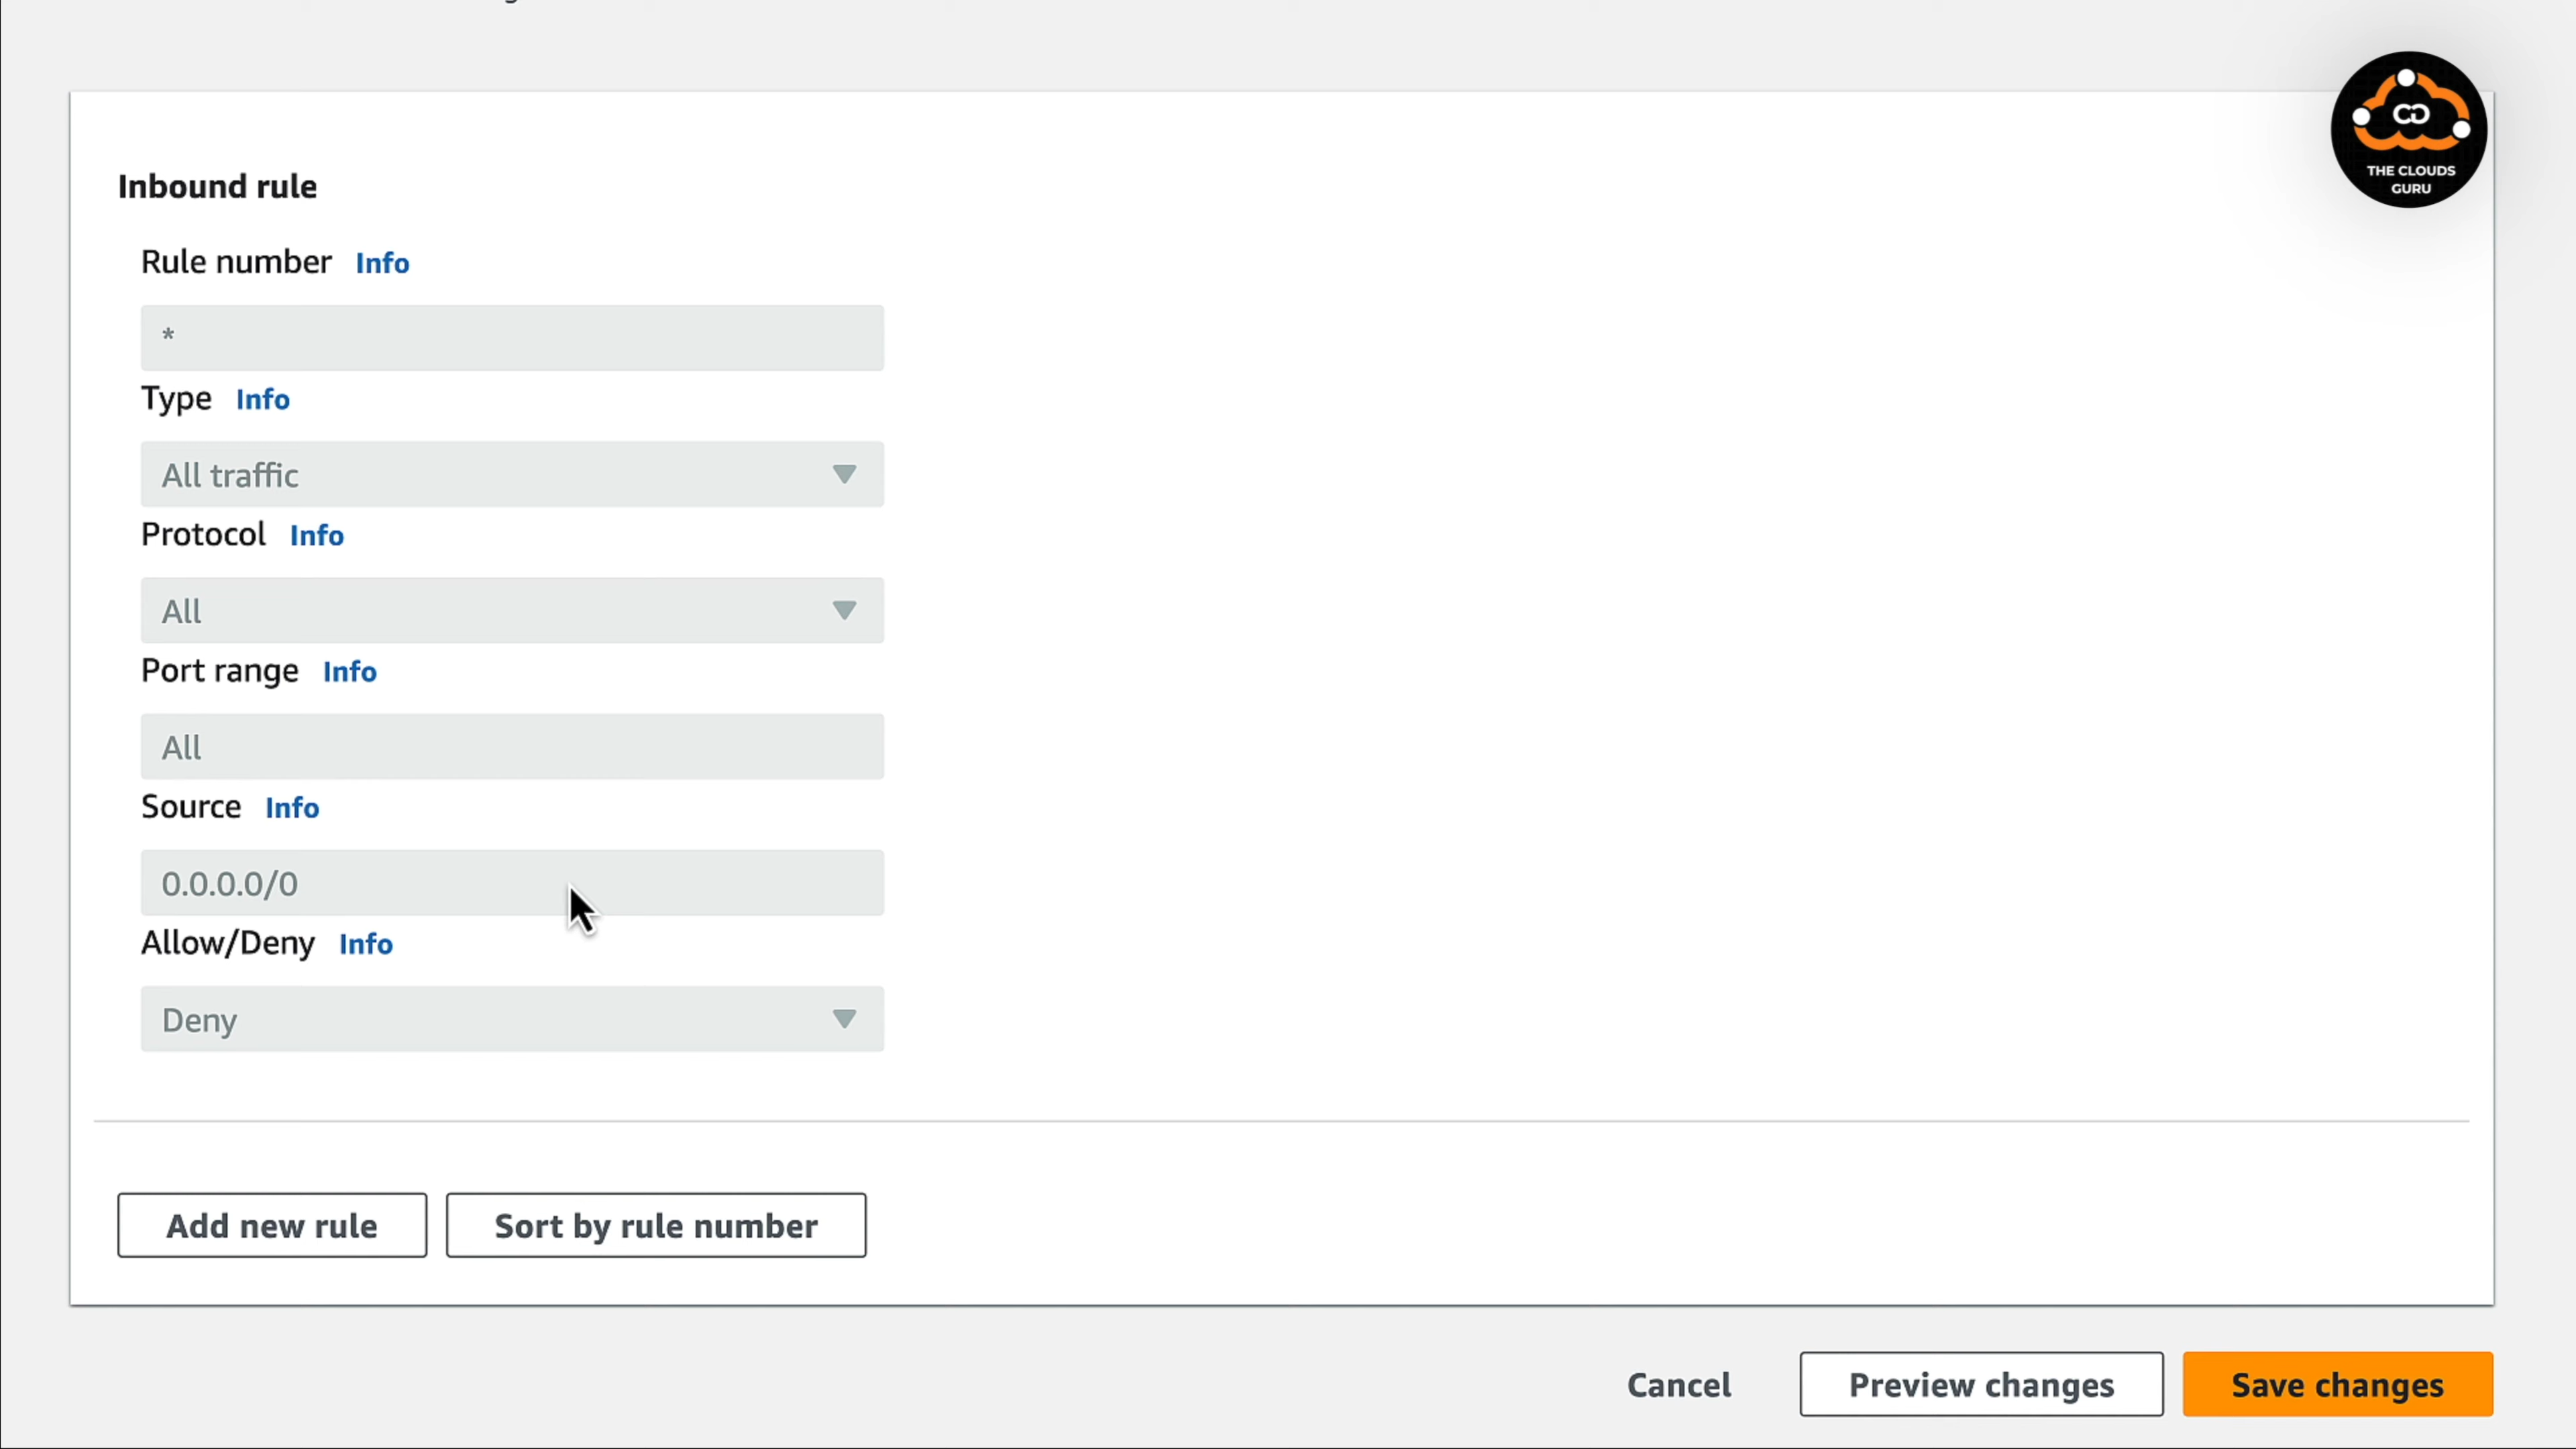 THE CLOUDS
GURU
Inbound rule
Rule number Info
*
Type Info
All traffic
Protocol Info
All
Port range Info
All
Source Info
0.0.0.0/0
Allow/Deny Info
Deny
Add new rule Sort by rule number
Cancel Preview changes Save changes